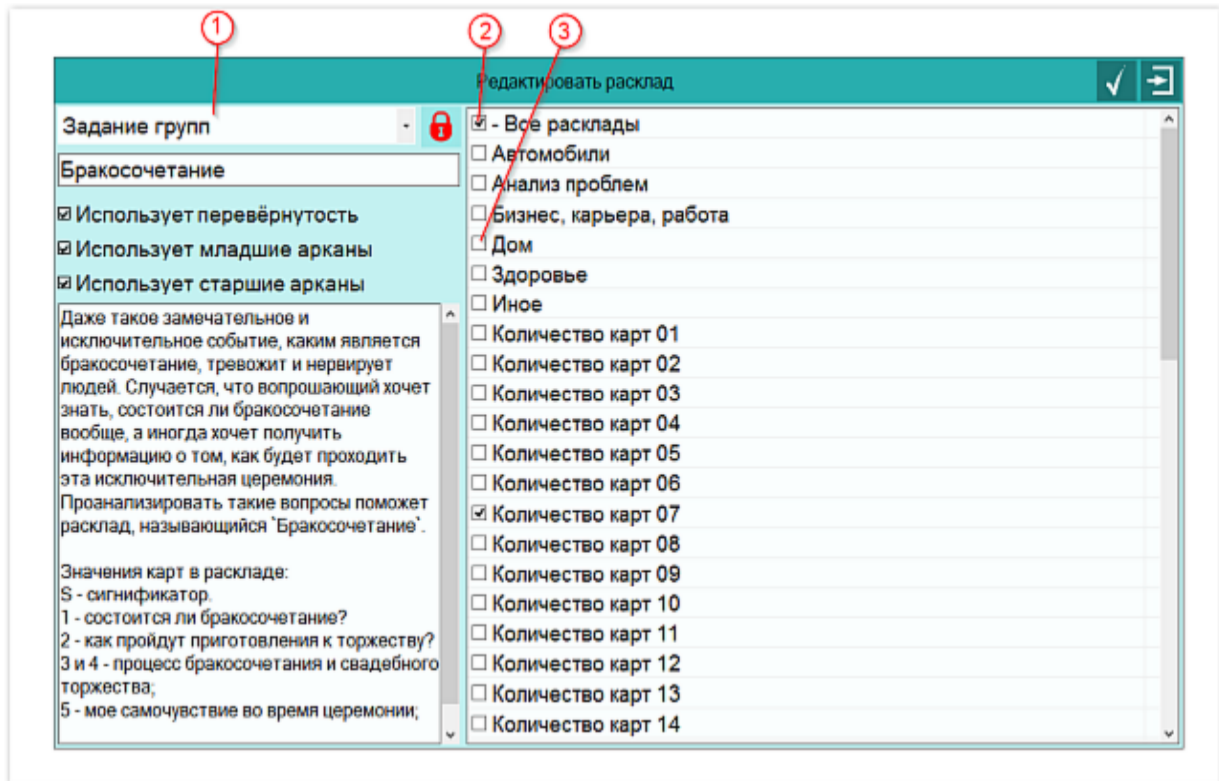 1
2
3
Редактировать расклад
Задание групп
Бракосочетание
Использует перевёрнутость
Использует младшие арканы
Использует старшие арканы
Даже такое замечательное и
исключительное событие, каким является
бракосочетание, тревожит и нервирует
людей. Случается, что вопрошающий хочет
знать, состоится ли бракосочетание
вообще, а иногда хочет получить
информацию о том, как будет проходить
эта исключительная церемония.
Проанализировать такие вопросы поможет
расклад, называющийся `Бракосочетание`.
Значения карт в раскладе:
S - сигнификатор.
1 - состоится ли бракосочетание?
2 - как пройдут приготовления к торжеству?
3 и 4 - процесс бракосочетания и свадебного
торжества;
5 - мое самочувствие во время церемонии;
- Все расклады
Автомобили
Анализ проблем
Бизнес, карьера, работа
Дом
Здоровье
Иное
Количество карт 01
Количество карт 02
Количество карт 03
Количество карт 04
Количество карт 05
Количество карт 06
Количество карт 07
Количество карт 08
Количество карт 09
Количество карт 10
Количество карт 11
Количество карт 12
Количество карт 13
Количество карт 14